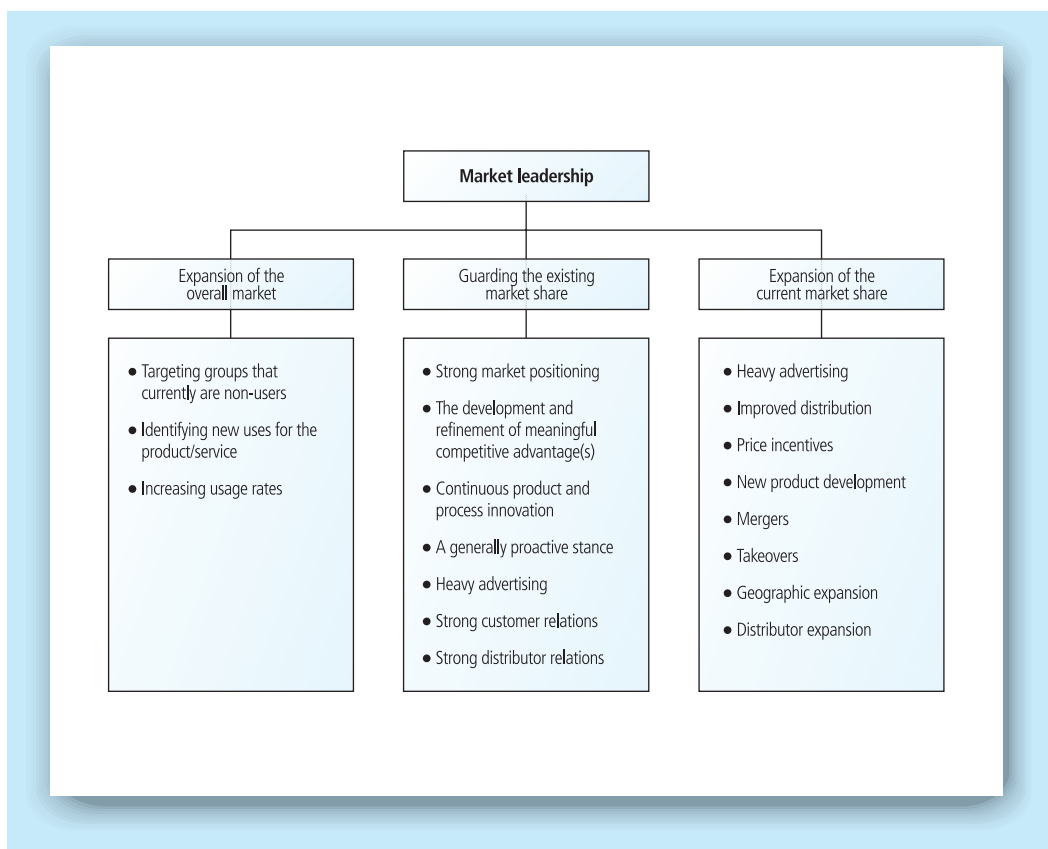 Market leadership
Expansion of the
overall market
Guarding the existing
market share
Expansion of the
current market share
● Targeting groups that
currently are non-users
● Identifying new uses for the
product/service
● Increasing usage rates
● Strong market positioning
● The development and
refinement of meaningful
competitive advantage(s)
● Continuous product and
process innovation
● A generally proactive stance
● Heavy advertising
● Strong customer relations
● Strong distributor relations
● Heavy advertising
● Improved distribution
● Price incentives
● New product development
● Mergers
● Takeovers
● Geographic expansion
● Distributor expansion